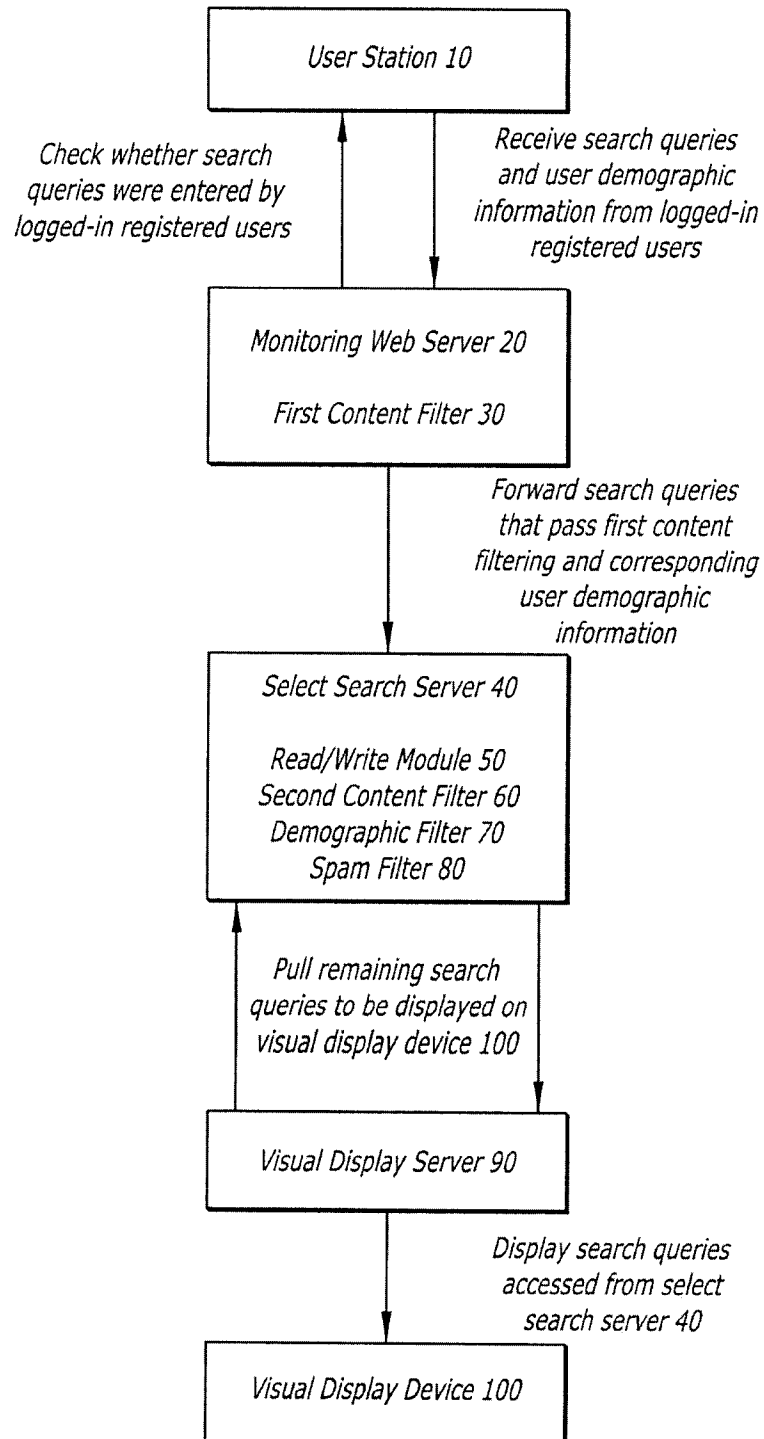 User Station 10
Check whether search
queries were entered by
logged-in registered users
Receive search queries
and user demographic
information from logged-in
registered users
Monitoring Web Server 20
First Content Filter 30
Forward search queries
that pass first content
filtering and corresponding
user demographic
information
Select Search Server 40
Read/Write Module 50
Second Content Filter 60
Demographic Filter 70
Spam Filter 80
Pull remaining search
queries to be displayed on
visual display device 100
Visual Display Server 90
Display search queries
accessed from select
search server 40
Visual Display Device 100